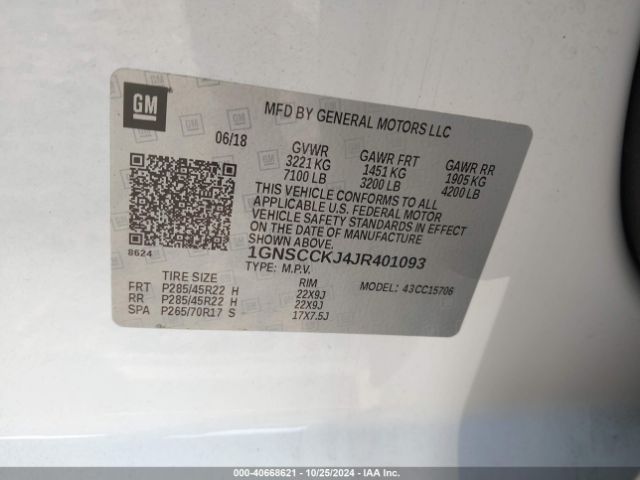 GM
MFD BY GENERAL MOTORS LLC
06/18
GVWR GAWR FRT GAWR RR
3221 KG 1451 KG 1905 KG
7100 LB 3200 LB 4200 LB
THIS VEHICLE CONFORMS TO ALL
APPLICABLE U.S. FEDERAL MOTOR
VEHICLE SAFETY STANDARDS IN EFFECT
ON THE DATE OF MANUFACTURE
SHOWN ABOVE.
8624
1GNSCCKJ4JR401093
TYPE: M.P.V.
MODEL: 43CC15706
TIRE SIZE RIM
FRT P285/45R22 H 22X9J
RR P285/45R22 H 22X9J
SPA P265/70R17 S 17X7.5J
000-40668621 - 10/25/2024 - IAA Inc.